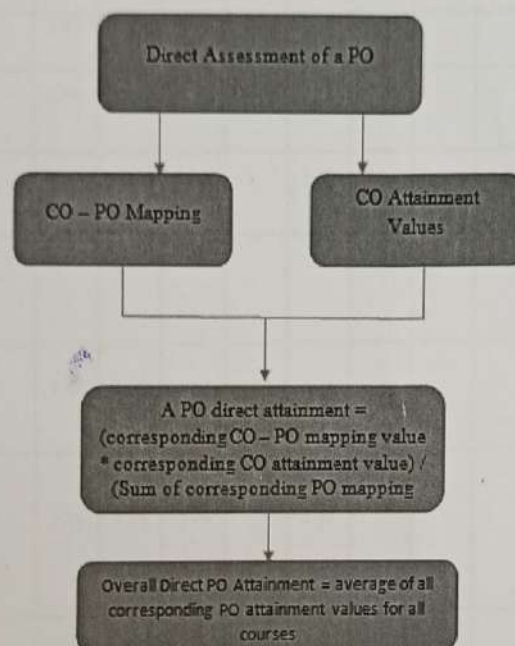 Direct Assessment of a PO
CO – PO Mapping
CO Attainment
Values
A PO direct attainment =
(corresponding CO – PO mapping value
* corresponding CO attainment value) /
(Sum of corresponding PO mapping
Overall Direct PO Attainment = average of all
corresponding PO attainment values for all
courses